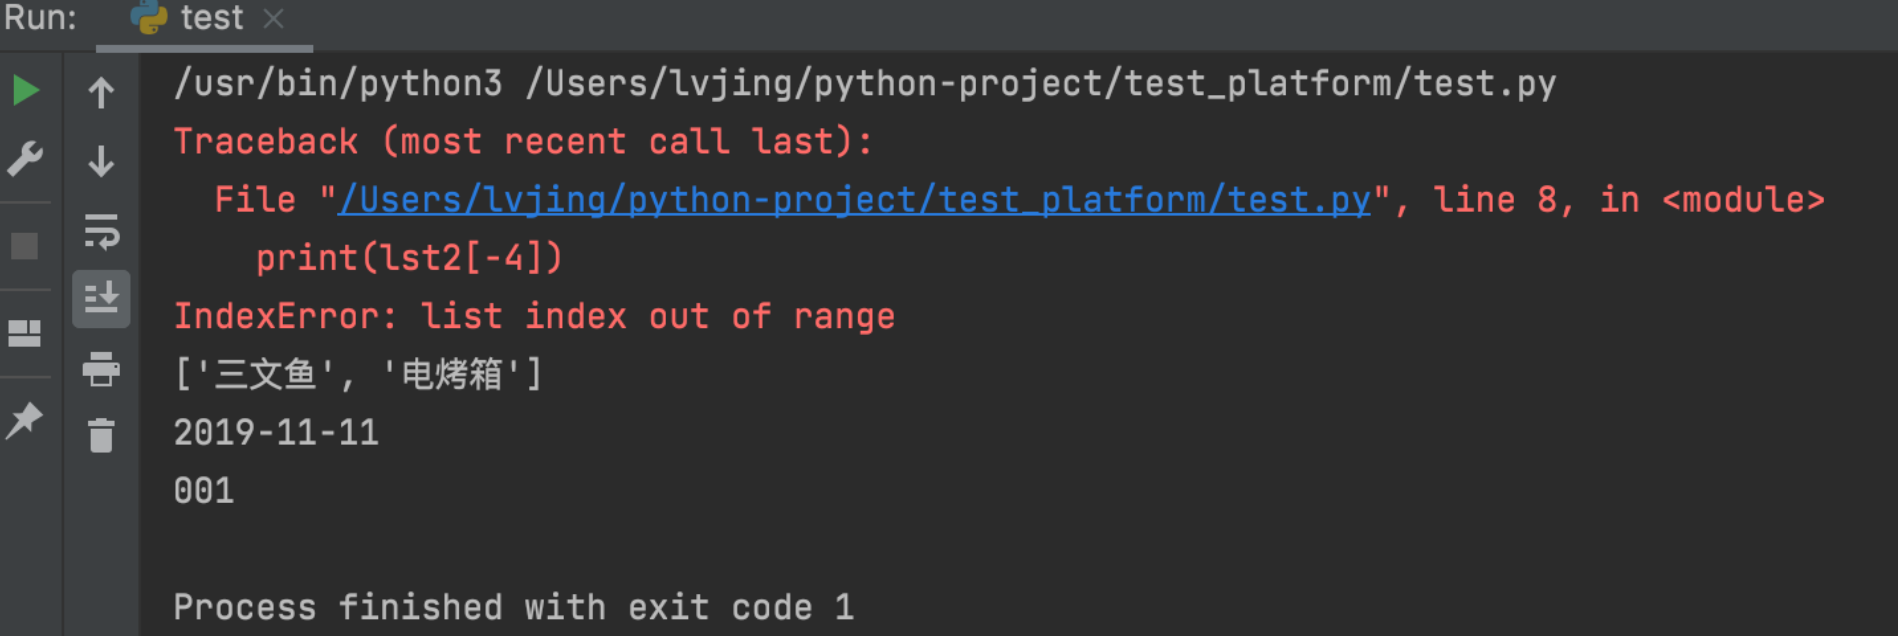 Run: test
/usr/bin/python3 /Users/lvjing/python-project/test_platform/test.py
Traceback (most recent call last):
  File "/Users/lvjing/python-project/test_platform/test.py", line 8, in <module>
    print(lst2[-4])
IndexError: list index out of range
['三文鱼', '电烤箱']
2019-11-11
001
Process finished with exit code 1